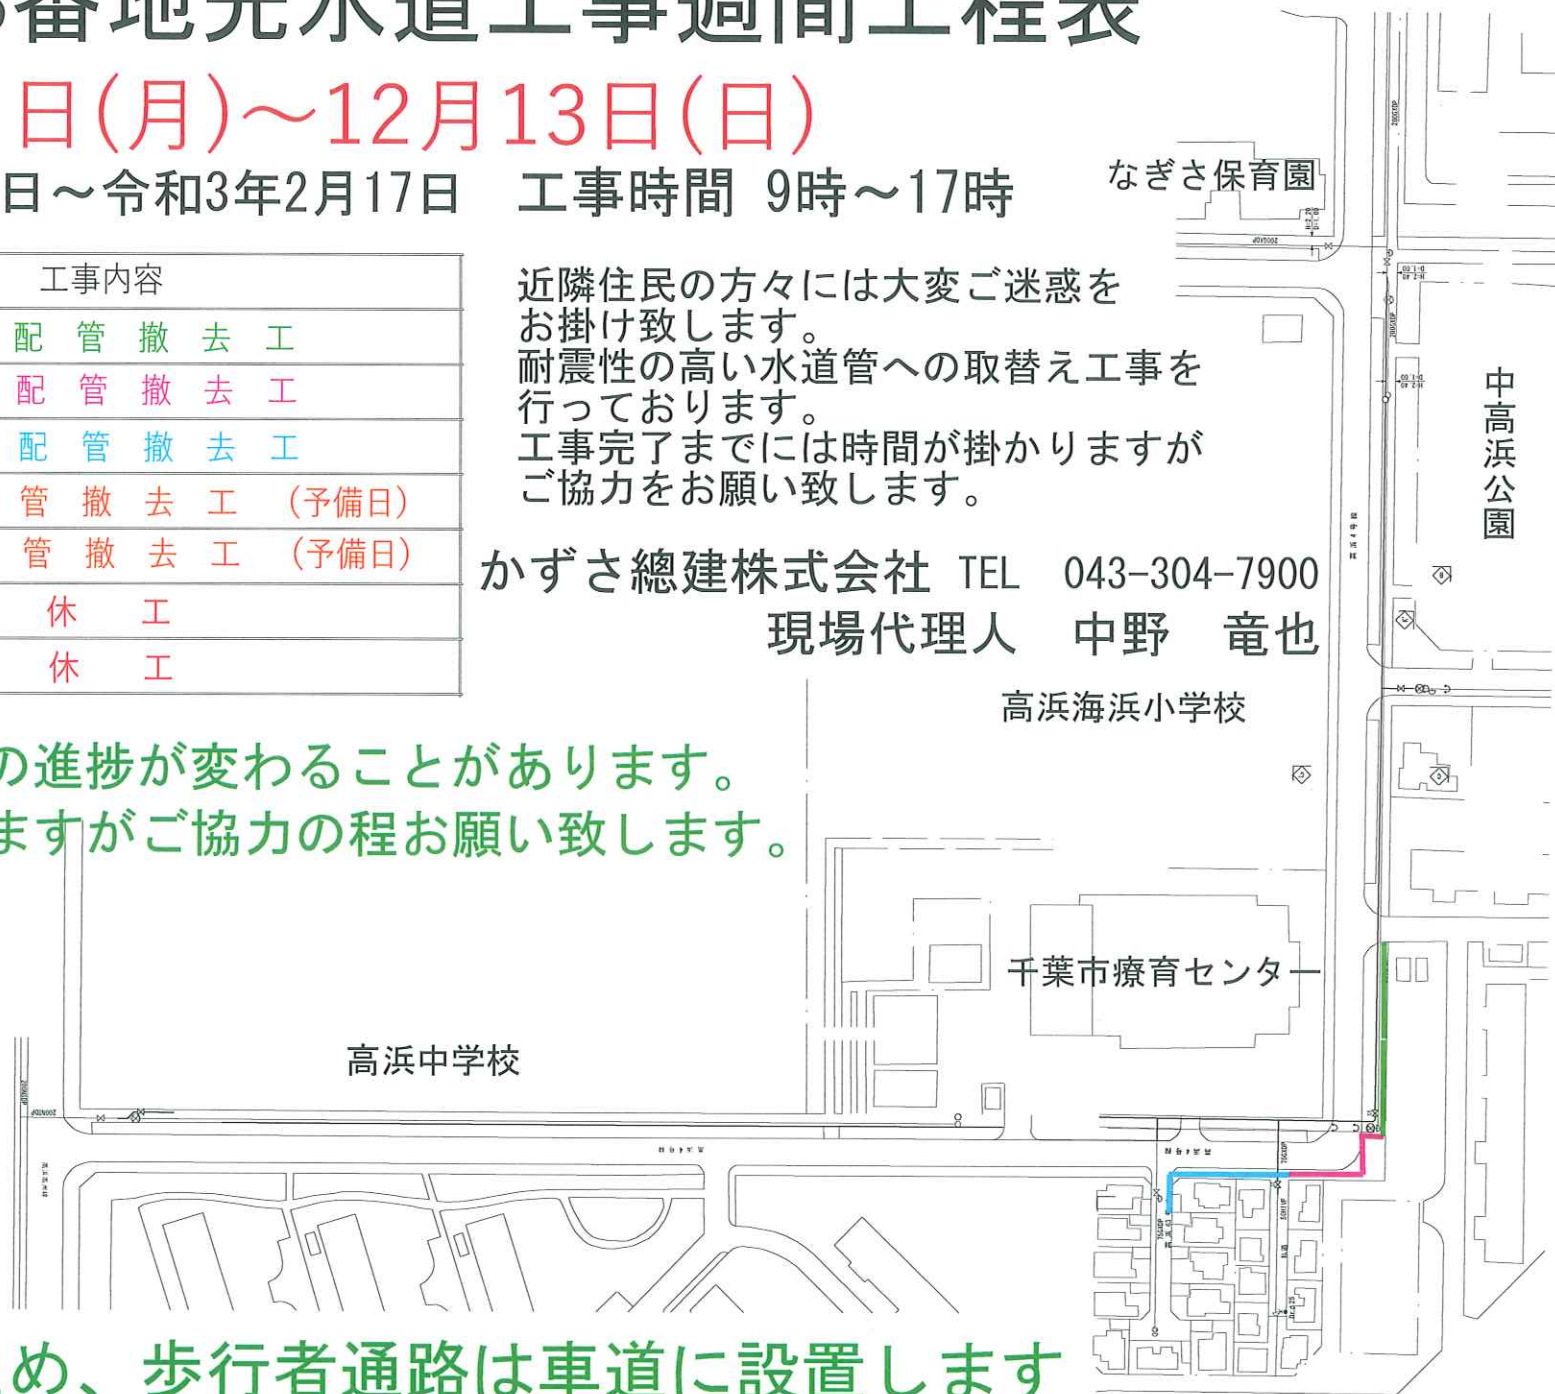 番地先水道工事週間工程表
日(月)～12月13日(日)
日～令和3年2月17日 工事時間 9時～17時
工事内容
配管撤去工
配管撤去工
配管撤去工
管撤去工 (予備日)
管撤去工 (予備日)
休工
休工
近隣住民の方々には大変ご迷惑を
お掛け致します。
耐震性の高い水道管への取替え工事を
行っております。
工事完了までには時間が掛かりますが
ご協力をお願い致します。
かずさ總建株式会社 TEL 043-304-7900
現場代理人 中野 竜也
の進捗が変わることがあります。
ますがご協力の程お願い致します。
なぎさ保育園
中高浜公園
高浜海浜小学校
千葉市療育センター
高浜中学校
め、歩行者通路は車道に設置します